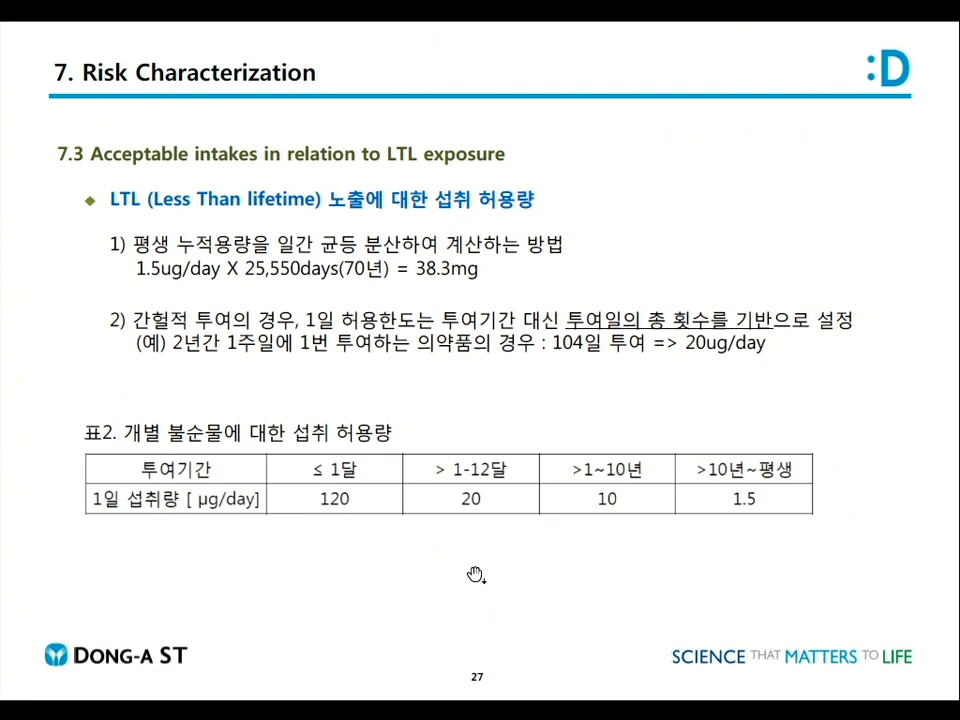 7. Risk Characterization
:D
7.3 Acceptable intakes in relation to LTL exposure
◆ LTL (Less Than lifetime) 노출에 대한 섭취 허용량
1) 평생 누적용량을 일간 균등 분산하여 계산하는 방법
1.5ug/day X 25,550days(70년) = 38.3mg
2) 간헐적 투여의 경우, 1일 허용한도는 투여기간 대신 투여일의 총 횟수를 기반으로 설정
(예) 2년간 1주일에 1번 투여하는 의약품의 경우 : 104일 투여 => 20ug/day
표2. 개별 불순물에 대한 섭취 허용량
투여기간 ≤ 1달 > 1-12달 >1~10년 >10년~평생
1일 섭취량 [ µg/day] 120 20 10 1.5
DONG-A ST
SCIENCE THAT MATTERS TO LIFE
27